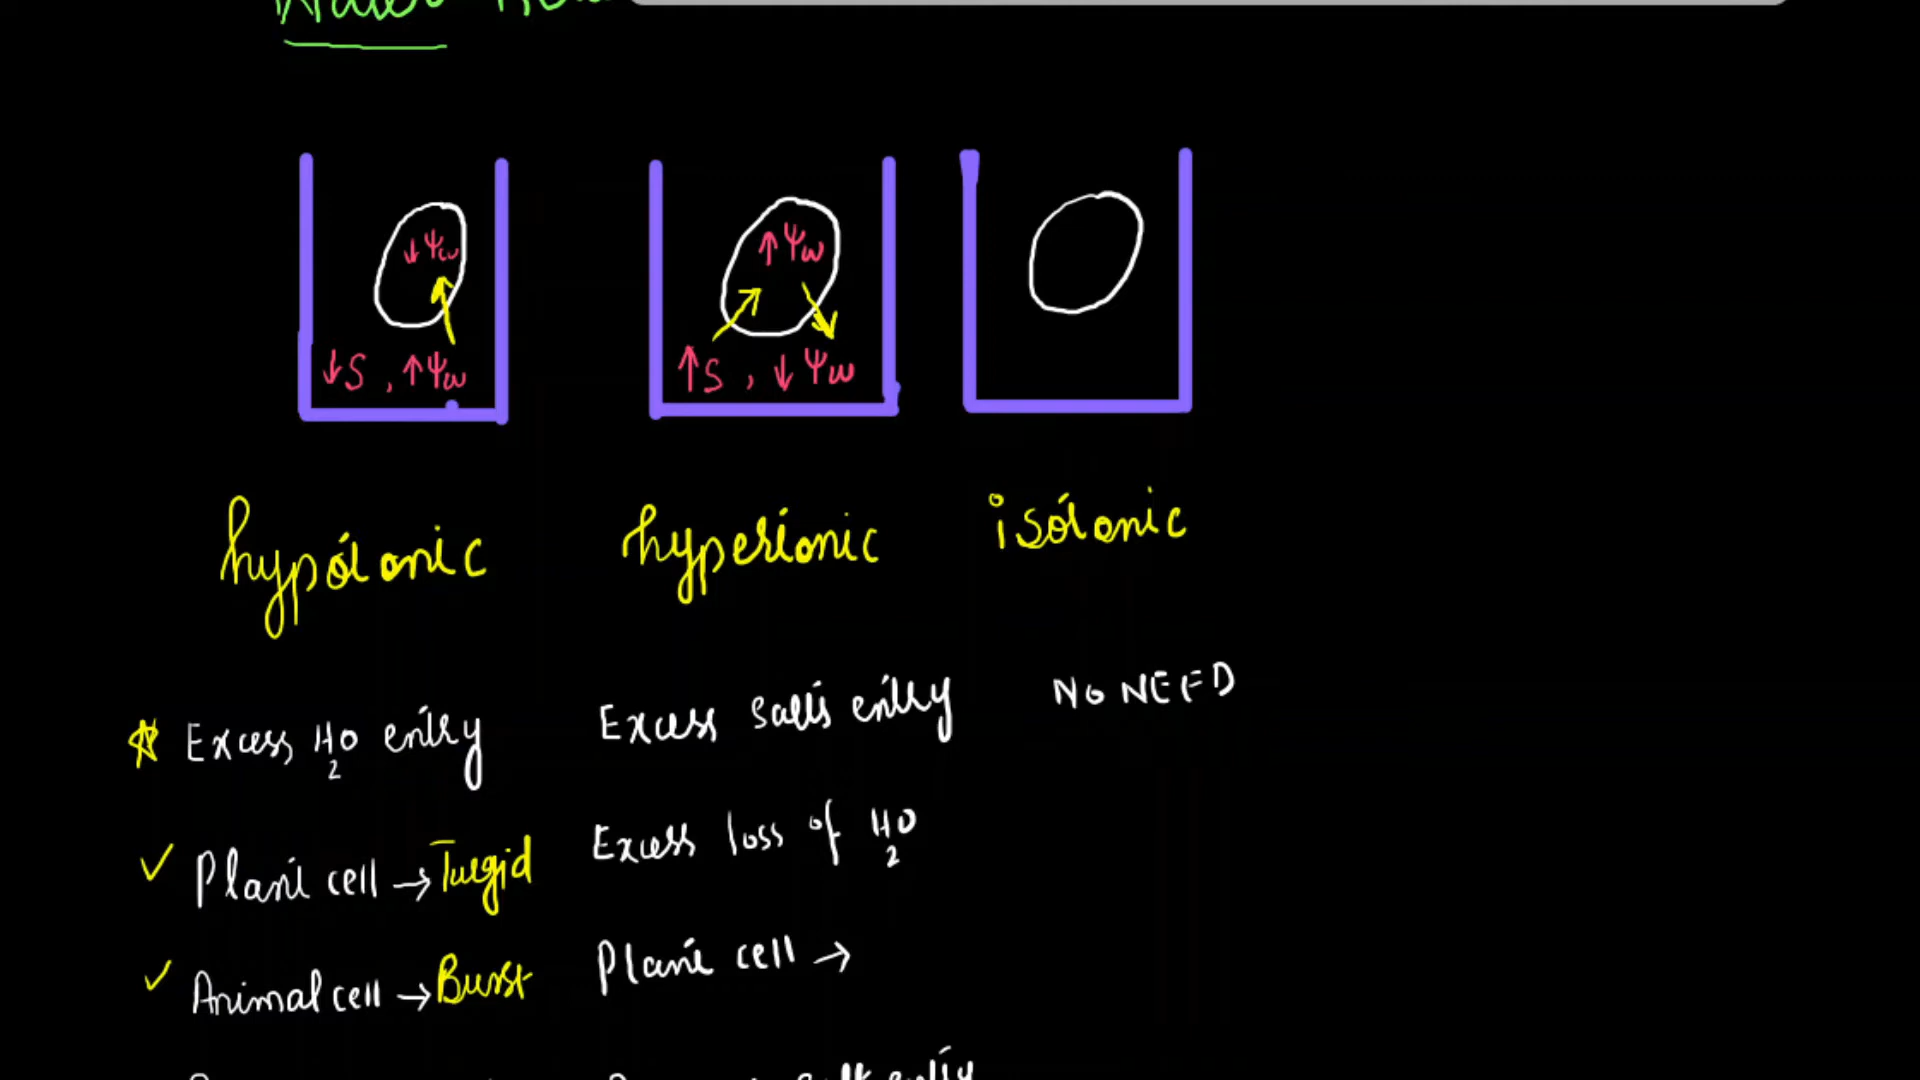 ↓Ψw ↑Ψw
↓S, ↑Ψw ↑S, ↓Ψw
hypotonic hypertonic isotonic
Excess H2O entry Excess salts entry NO NEED
✓ Plant cell → Turgid Excess loss of H2O
✓ Animal cell → Burst Plant cell →
entry